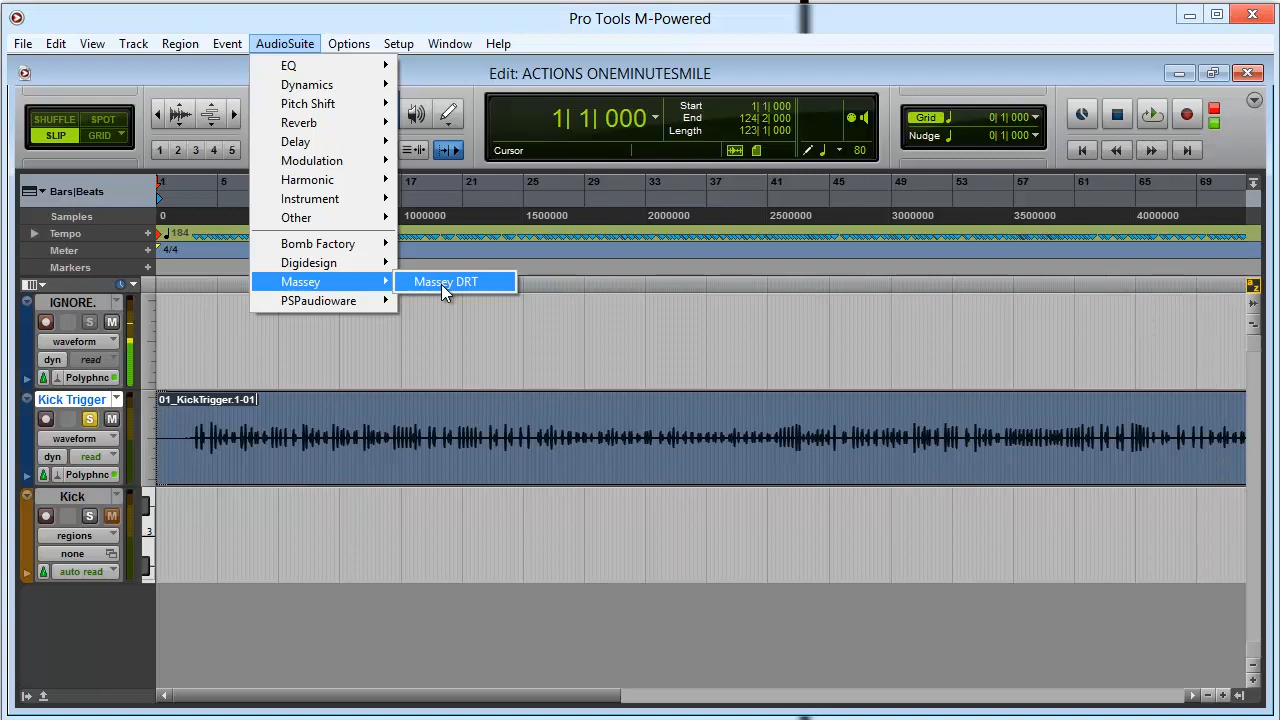 Pro Tools M-Powered
File Edit View Track Region Event AudioSuite Options Setup Window Help
Edit: ACTIONS ONEMINUTESMILE
SHUFFLE SPOT
SLIP GRID
1 2 3 4 5
EQ
Dynamics
Pitch Shift
Reverb
Delay
Modulation
Harmonic
Instrument
Other
Bomb Factory
Digidesign
Massey
PSPaudioware
Massey DRT
1| 1| 000
Start 1| 1| 000
End 124| 2| 000
Length 123| 1| 000
Cursor
80
Grid 0| 1| 000
Nudge 0| 1| 000
Bars|Beats 1 5 17 21 25 29 33 37 41 45 49 53 57 61 65 69
Samples 0 1000000 1500000 2000000 2500000 3000000 3500000 4000000
Tempo 184
Meter 4/4
Markers
a z
IGNORE.
S M
waveform
dyn read
Polyphnc
Kick Trigger
S M
waveform
dyn read
Polyphnc
01_KickTrigger.1-01
Kick
S M
regions
none
auto read
3